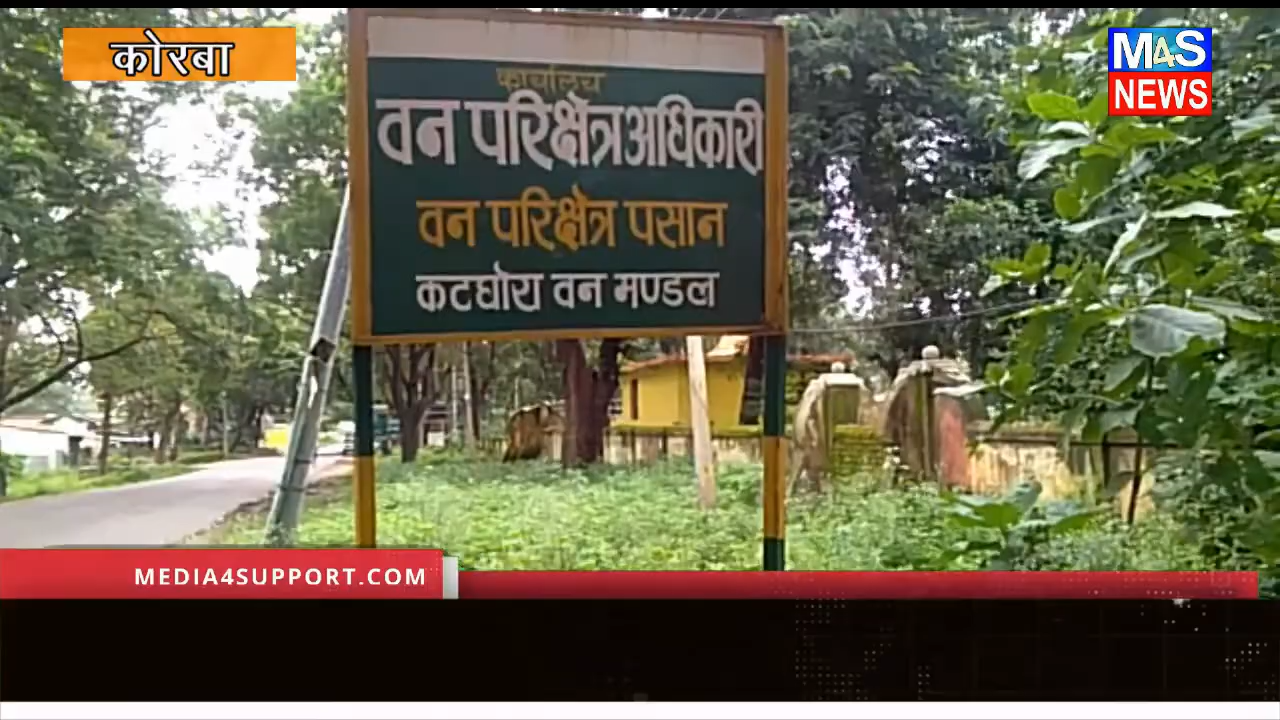 कोरबा
M4S
NEWS
कार्यालय
वन परिक्षेत्र अधिकारी
वन परिक्षेत्र पसान
कटघोरा वन मण्डल
MEDIA4SUPPORT.COM